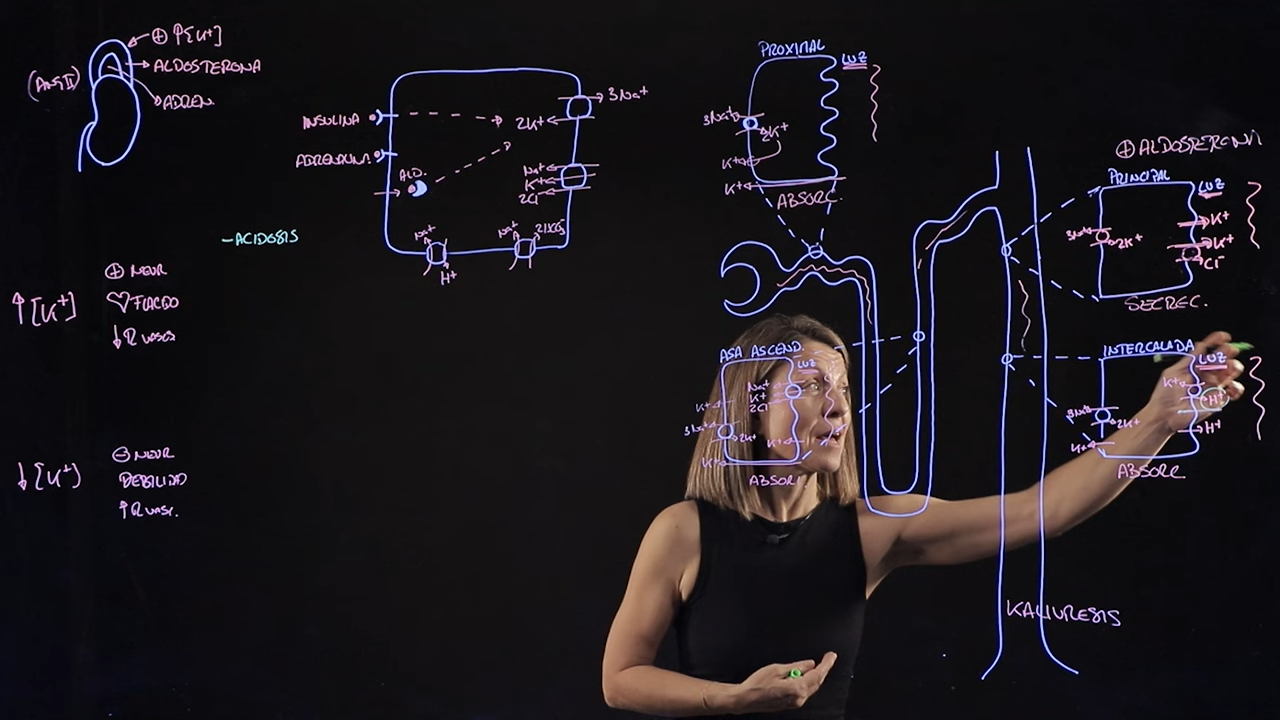 (Ang II)
⊕ ↑[K+]
ALDOSTERONA
ADREN.
INSULINA
ADRENALINA
ALD.
2K+
3Na+
Na+
K+
2Cl-
Na+
H+
Na+
2HCO3-
- ACIDOSIS
↑[K+]
⊕ NEUR
♡ FLACIDO
↓R VASC.
↓[K+]
⊖ NEUR
DEBILIDAD
↑R VASC.
PROXIMAL
LUZ
3Na+
2K+
K+
K+
ABSORC.
ASA ASCEND.
LUZ
Na+
K+
2Cl-
K+
3Na+
2K+
K+
K+
ABSORC.
⊕ ALDOSTERONA
PRINCIPAL
LUZ
3Na+
2K+
K+
K+
Cl-
SECREC.
INTERCALADA
LUZ
K+
H+
H+
3Na+
2K+
K+
ABSORC.
KALIURESIS